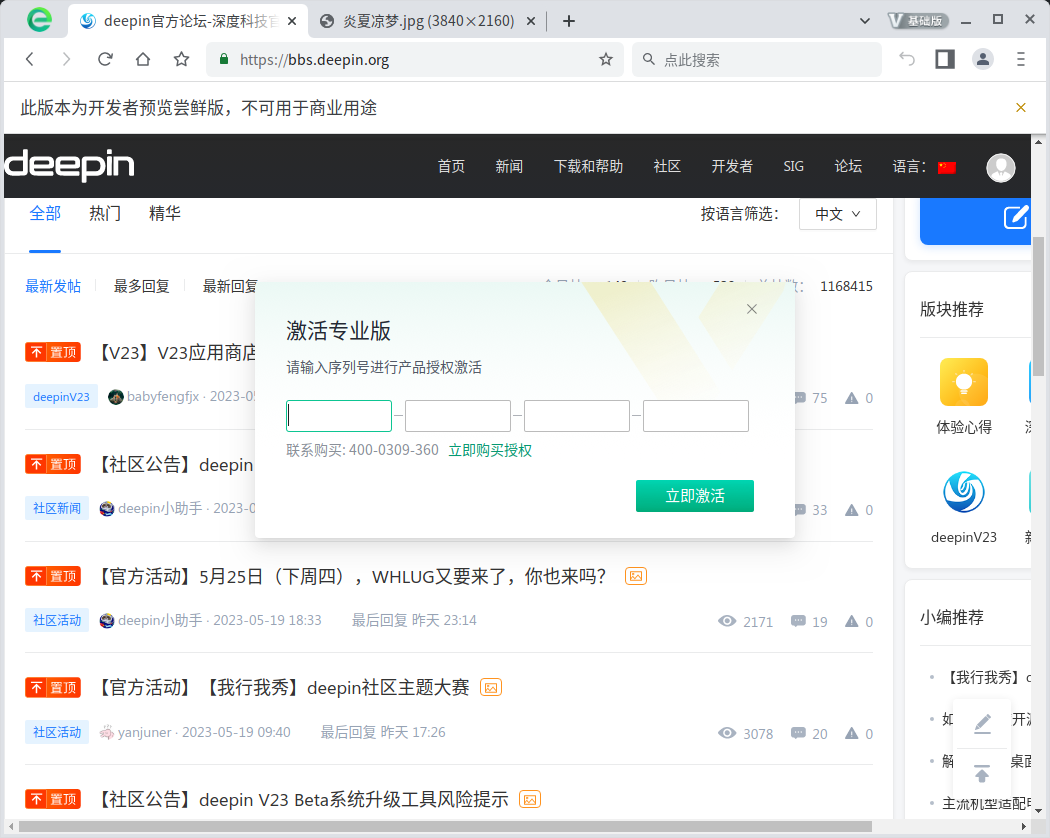 deepin官方论坛-深度科技官
炎夏凉梦.jpg (3840×2160)
V 基础版
https://bbs.deepin.org
点此搜索
此版本为开发者预览尝鲜版，不可用于商业用途
deepin
首页 新闻 下载和帮助 社区 开发者 SIG 论坛 语言：
全部 热门 精华
按语言筛选： 中文
最新发帖 最多回复 最新回复
1168415
激活专业版
请输入序列号进行产品授权激活
联系购买: 400-0309-360 立即购买授权
立即激活
置顶 【V23】V23应用商店
deepinV23 babyfengfjx · 2023-05
75 0
置顶 【社区公告】deepin
社区新闻 deepin小助手 · 2023-0
33 0
置顶 【官方活动】5月25日（下周四），WHLUG又要来了，你也来吗？
社区活动 deepin小助手 · 2023-05-19 18:33 最后回复 昨天 23:14
2171 19 0
置顶 【官方活动】【我行我秀】deepin社区主题大赛
社区活动 yanjuner · 2023-05-19 09:40 最后回复 昨天 17:26
3078 20 0
置顶 【社区公告】deepin V23 Beta系统升级工具风险提示
版块推荐
体验心得
deepinV23
小编推荐
【我行我秀】d
如 开源
解 桌面
主流机型适配